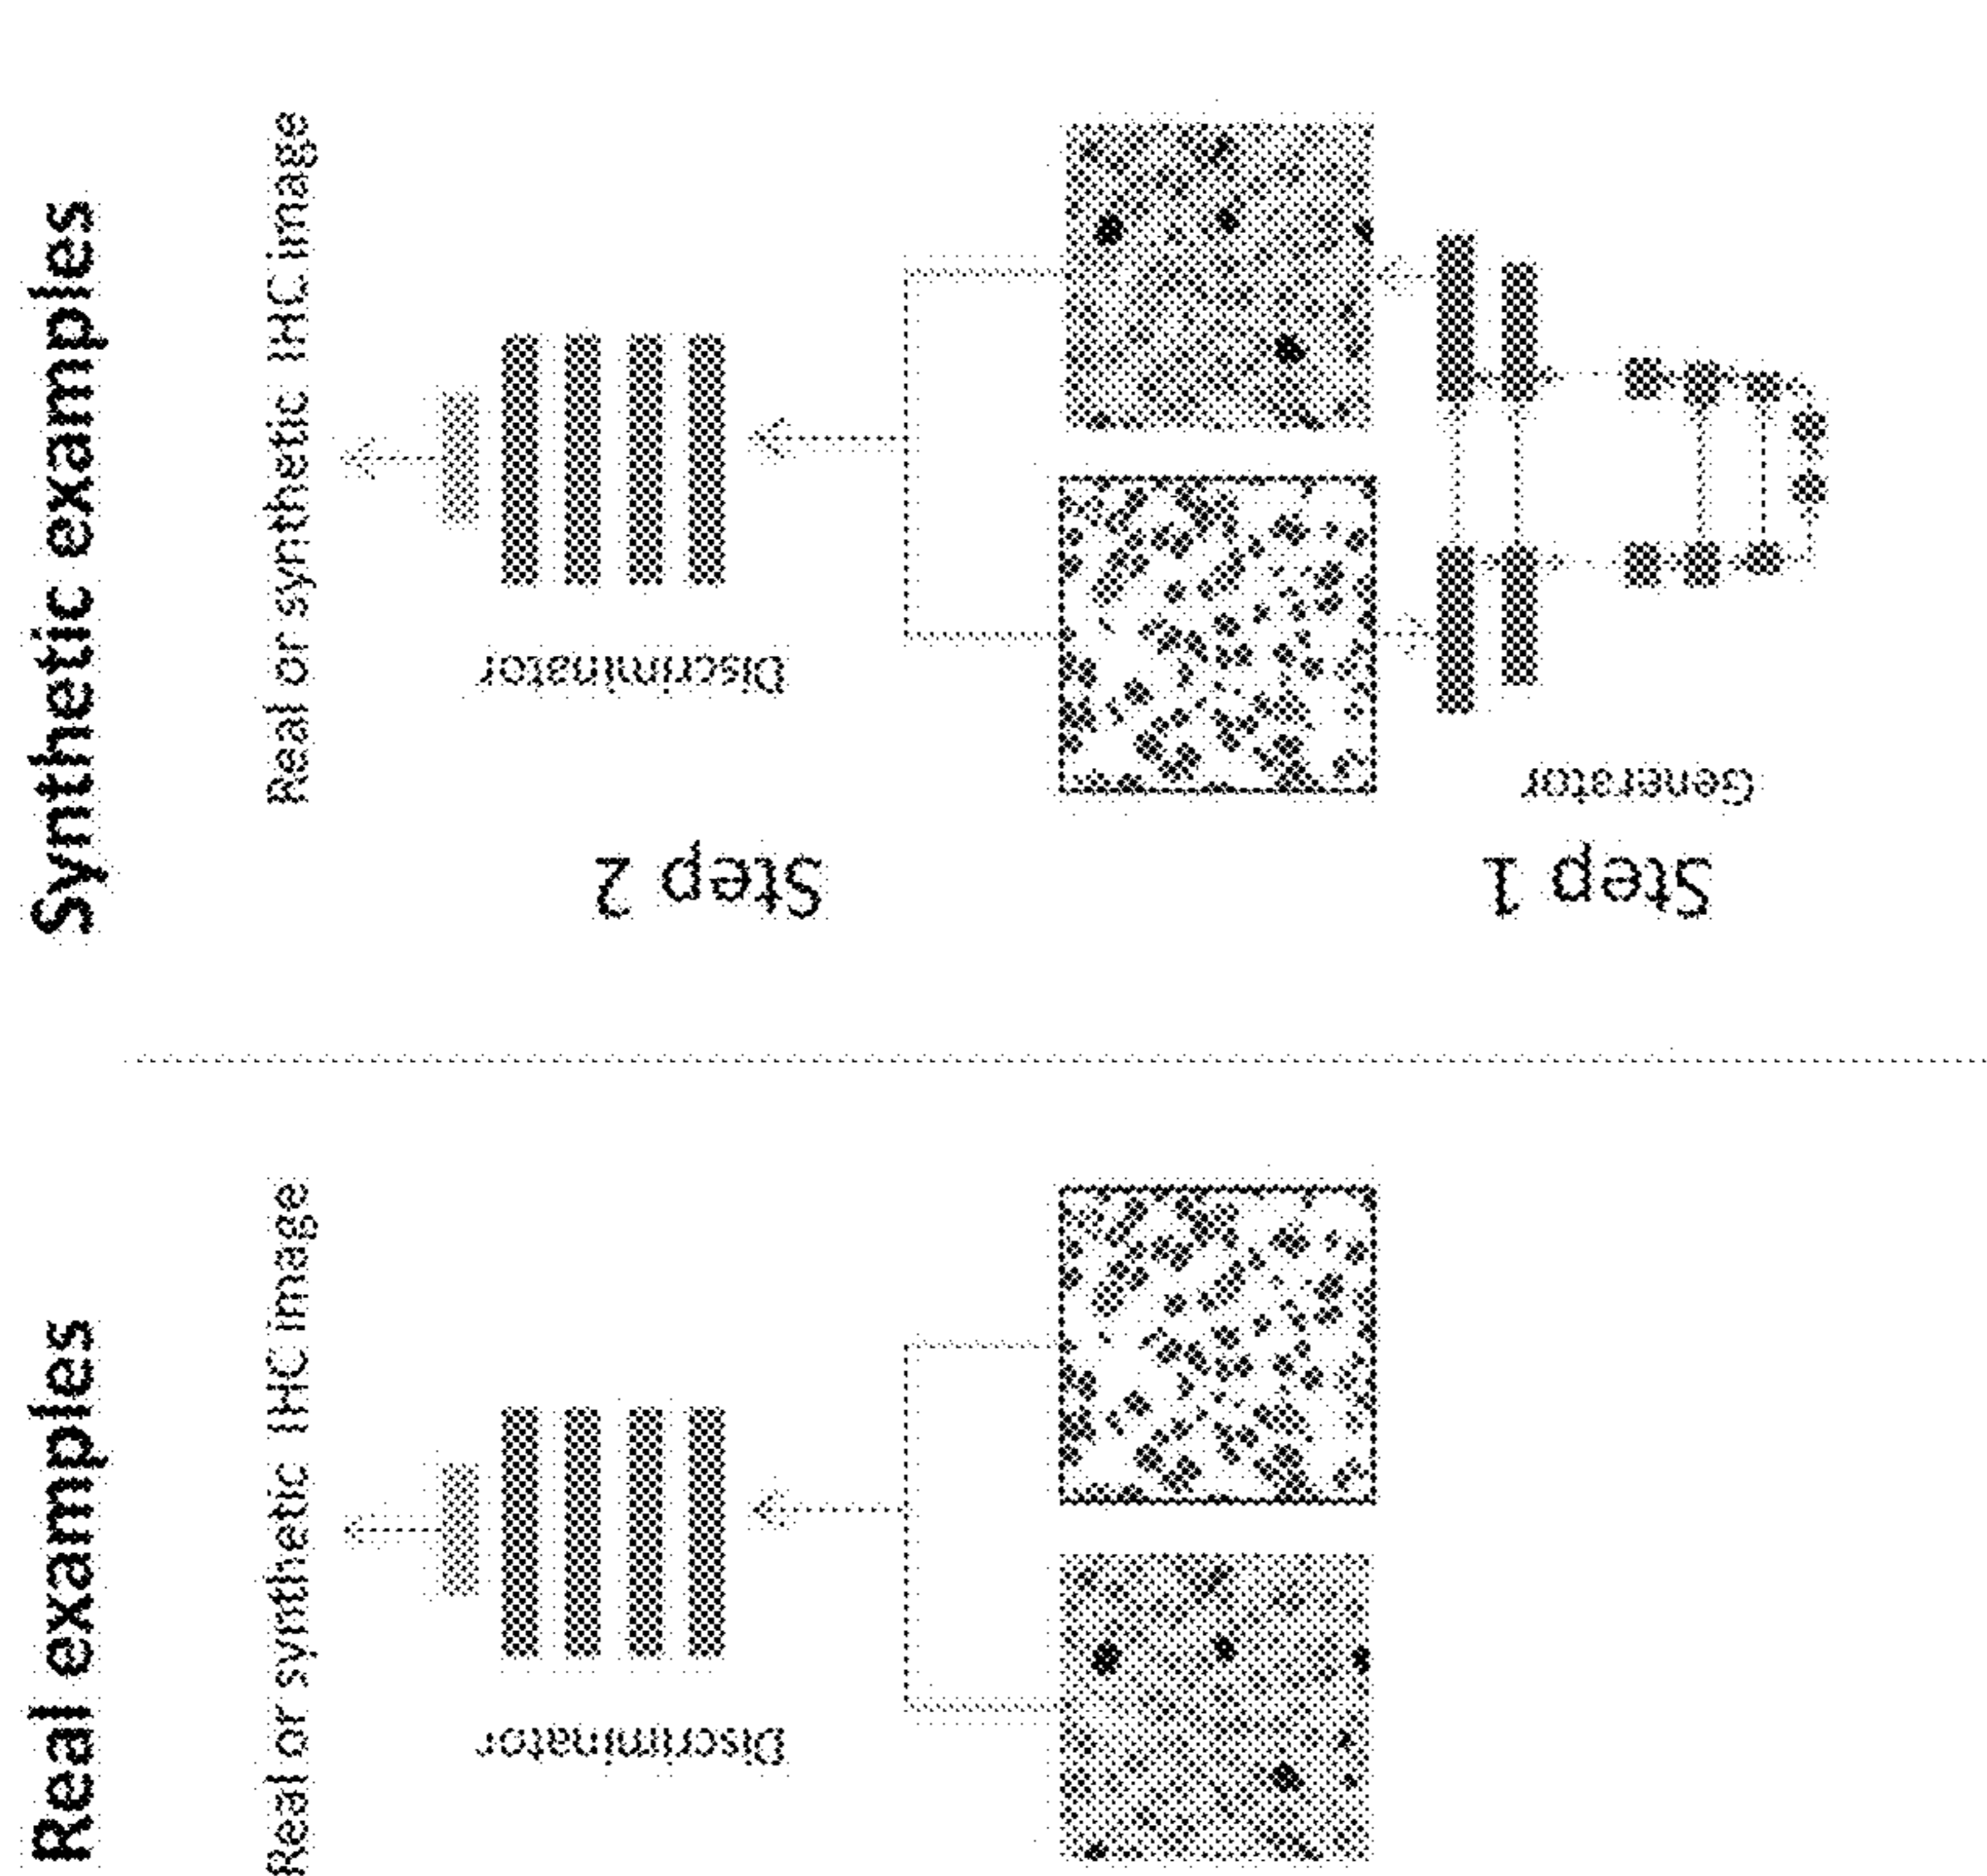 Real examples
Real or synthetic IHC image
Discriminator
Synthetic examples
Real or synthetic IHC image
Discriminator
Step 2
Generator
Step 1